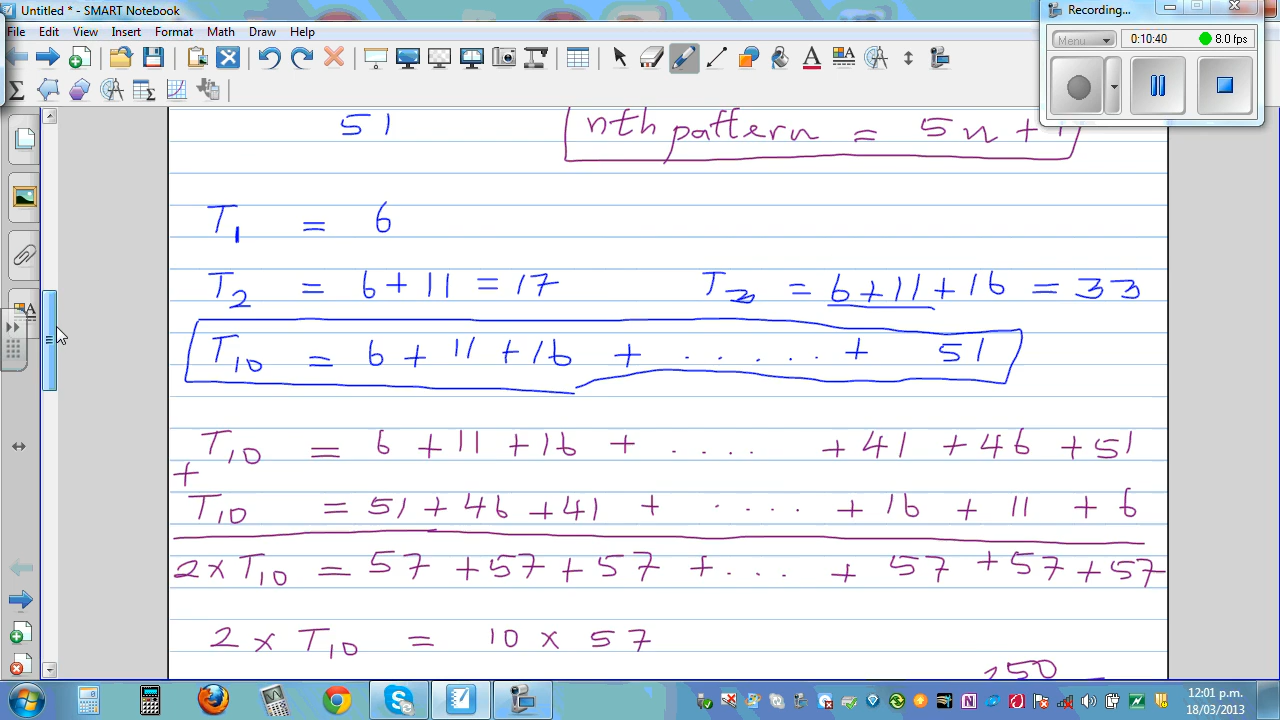 Untitled * - SMART Notebook
Recording...
File Edit View Insert Format Math Draw Help
Menu
0:10:40
8.0 fps
51
nth pattern = 5n +
T1 = 6
T2 = 6 + 11 = 17 T3 = 6 + 11 + 16 = 33
T10 = 6 + 11 + 16 + ...... + 51
T10 = 6 + 11 + 16 + .... + 41 + 46 + 51
+
T10 = 51 + 46 + 41 + .... + 16 + 11 + 6
2 x T10 = 57 + 57 + 57 + ... + 57 + 57 + 57
2 x T10 = 10 x 57
250
12:01 p.m.
18/03/2013